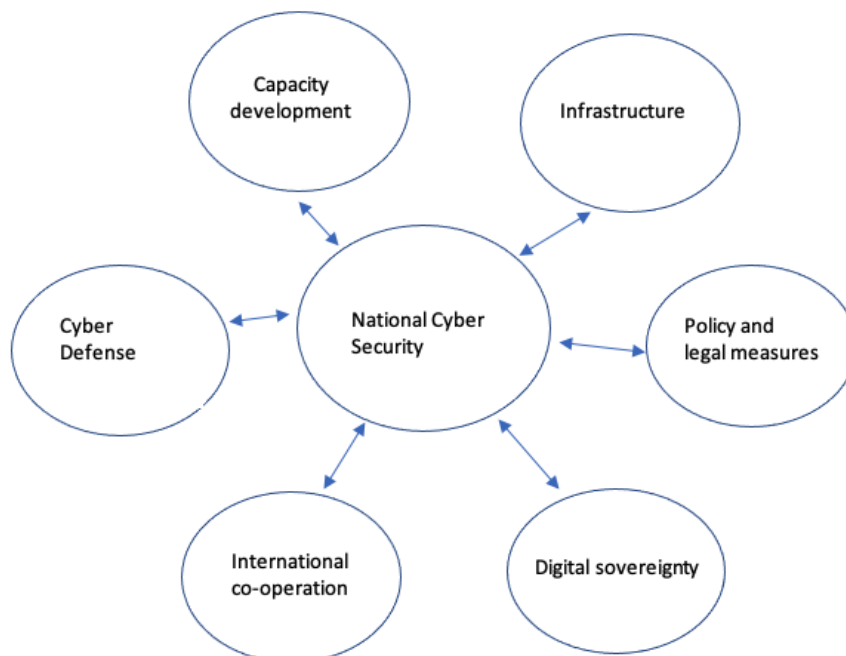 Capacity
development
Infrastructure
Cyber
Defense
National Cyber
Security
Policy and
legal measures
International
co-operation
Digital sovereignty